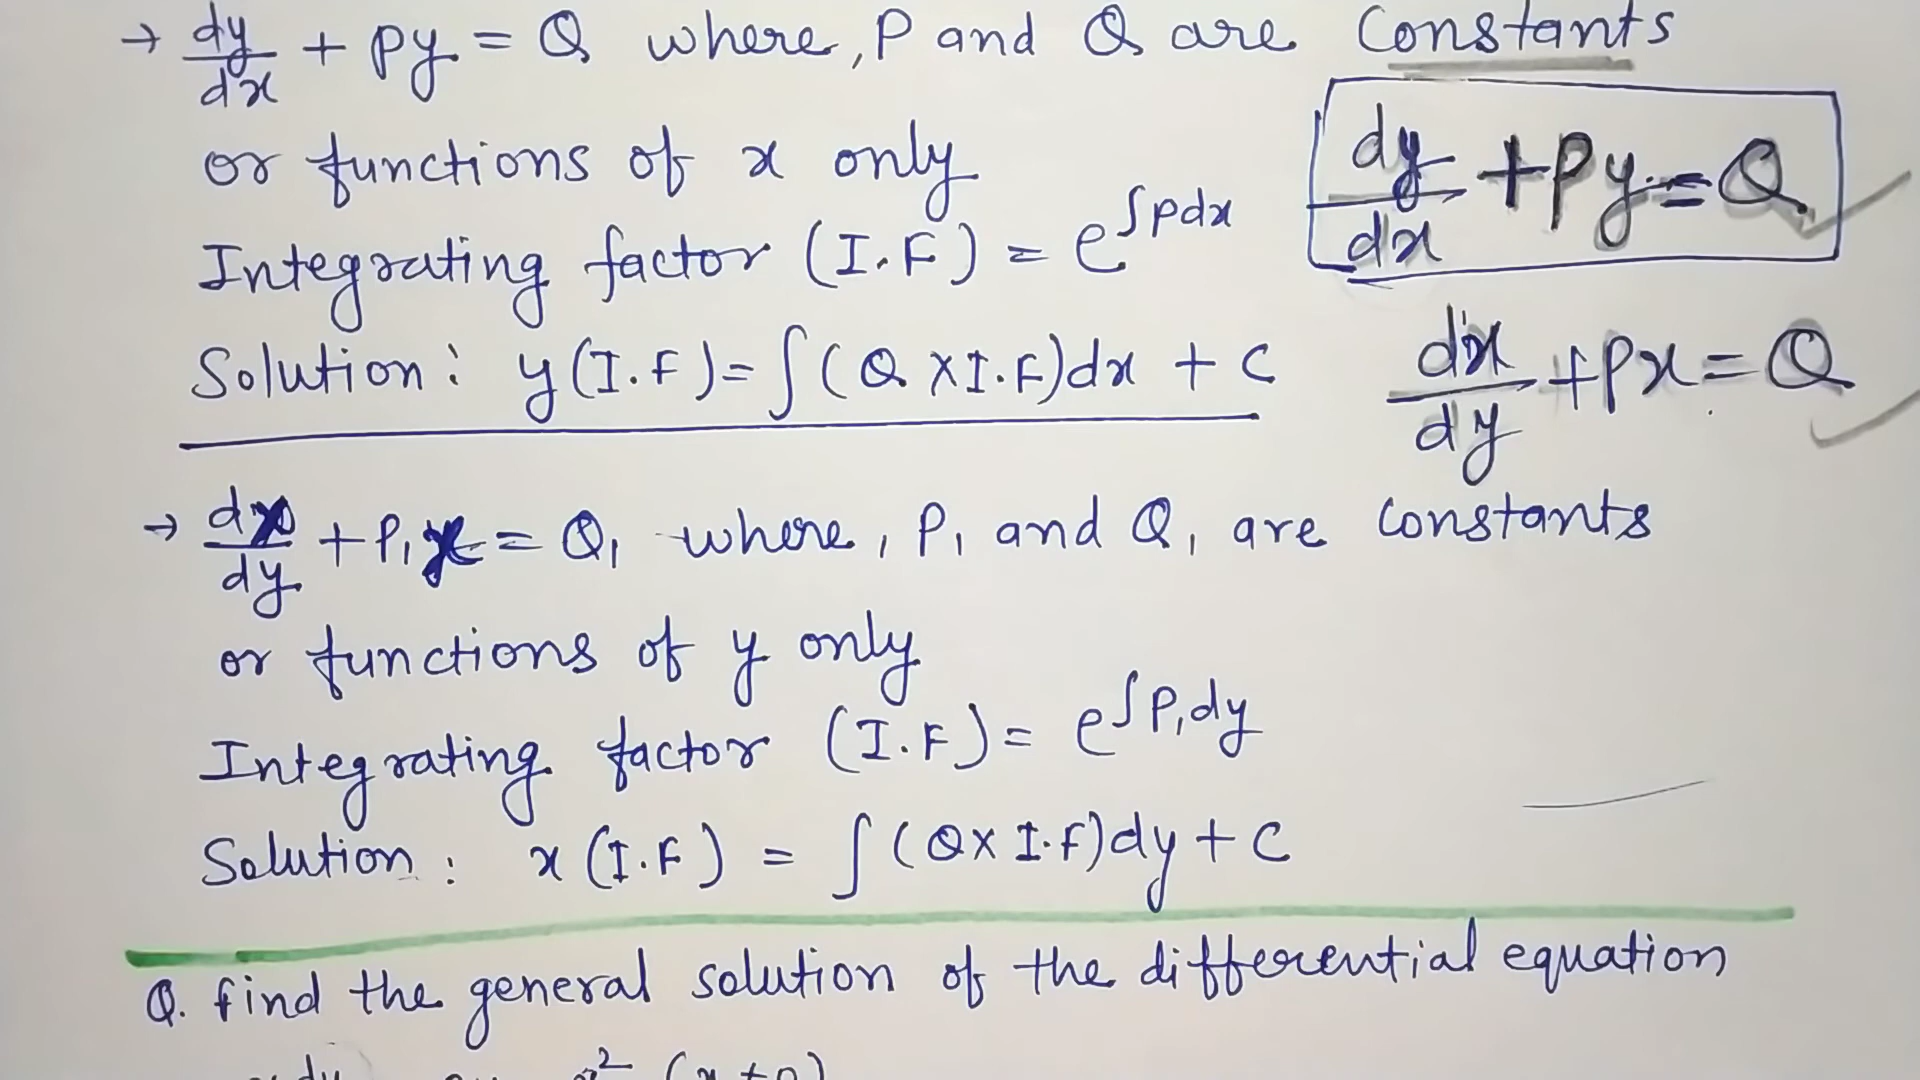 → dy/dx + Py = Q where, P and Q are Constants
or functions of x only
Integrating factor (I.F) = e^∫pdx
Solution: y(I.F)=∫(Q×I.F)dx + C
dy/dx + Py = Q
dx/dy + Px = Q
→ dx/dy + P₁x = Q₁ where, P₁ and Q₁ are constants
or functions of y only
Integrating factor (I.F)= e^∫P₁dy
Solution: x(I.F) = ∫(Q×I.F)dy + C
Q. find the general solution of the differential equation